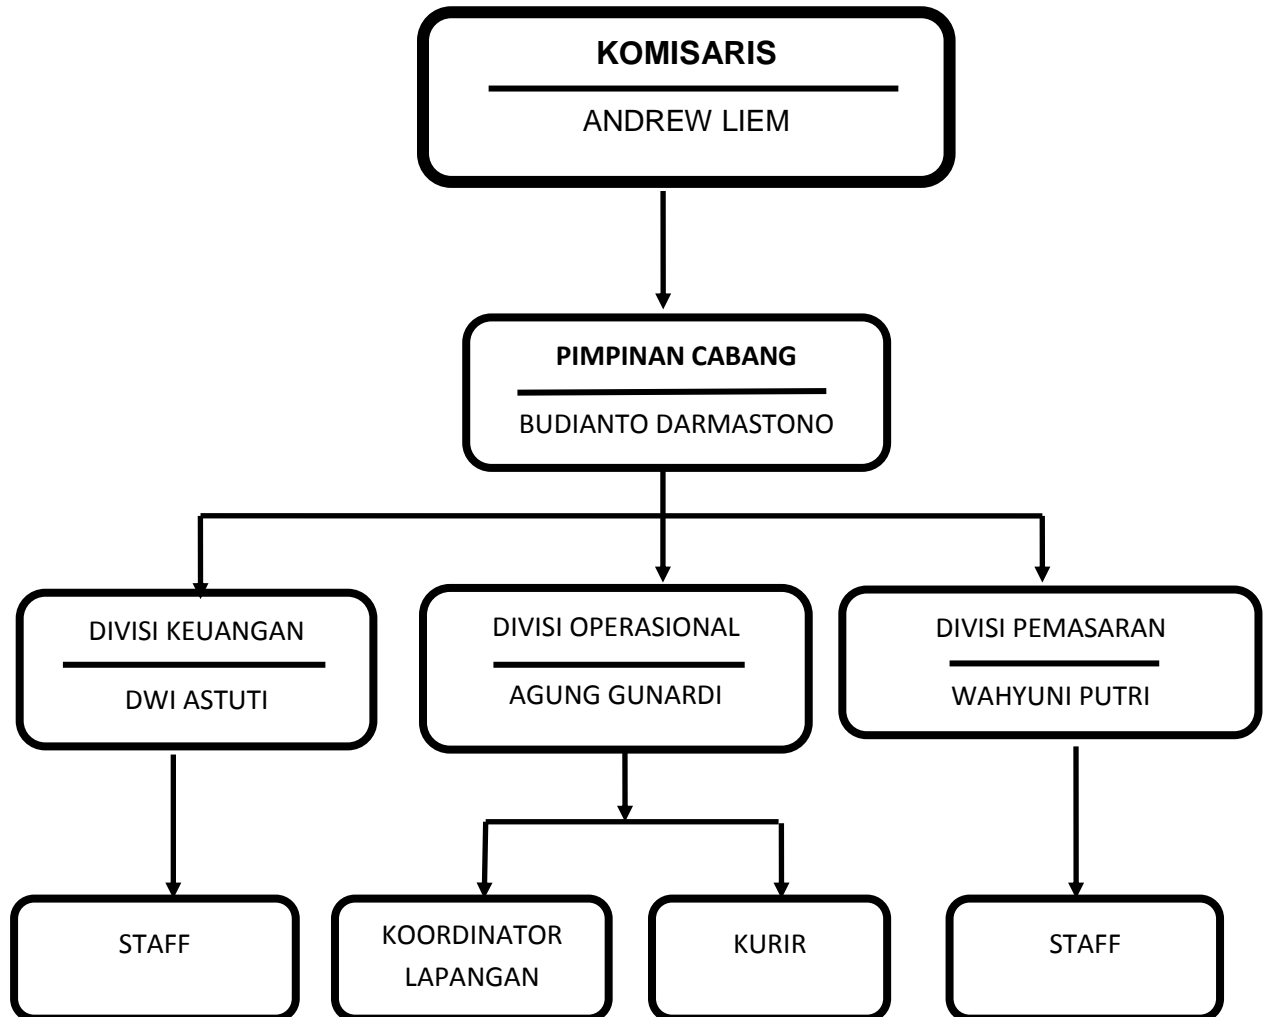 KOMISARIS
ANDREW LIEM
PIMPINAN CABANG
BUDIANTO DARMASTONO
DIVISI KEUANGAN
DWI ASTUTI
DIVISI OPERASIONAL
AGUNG GUNARDI
DIVISI PEMASARAN
WAHYUNI PUTRI
STAFF
KOORDINATOR
LAPANGAN
KURIR
STAFF